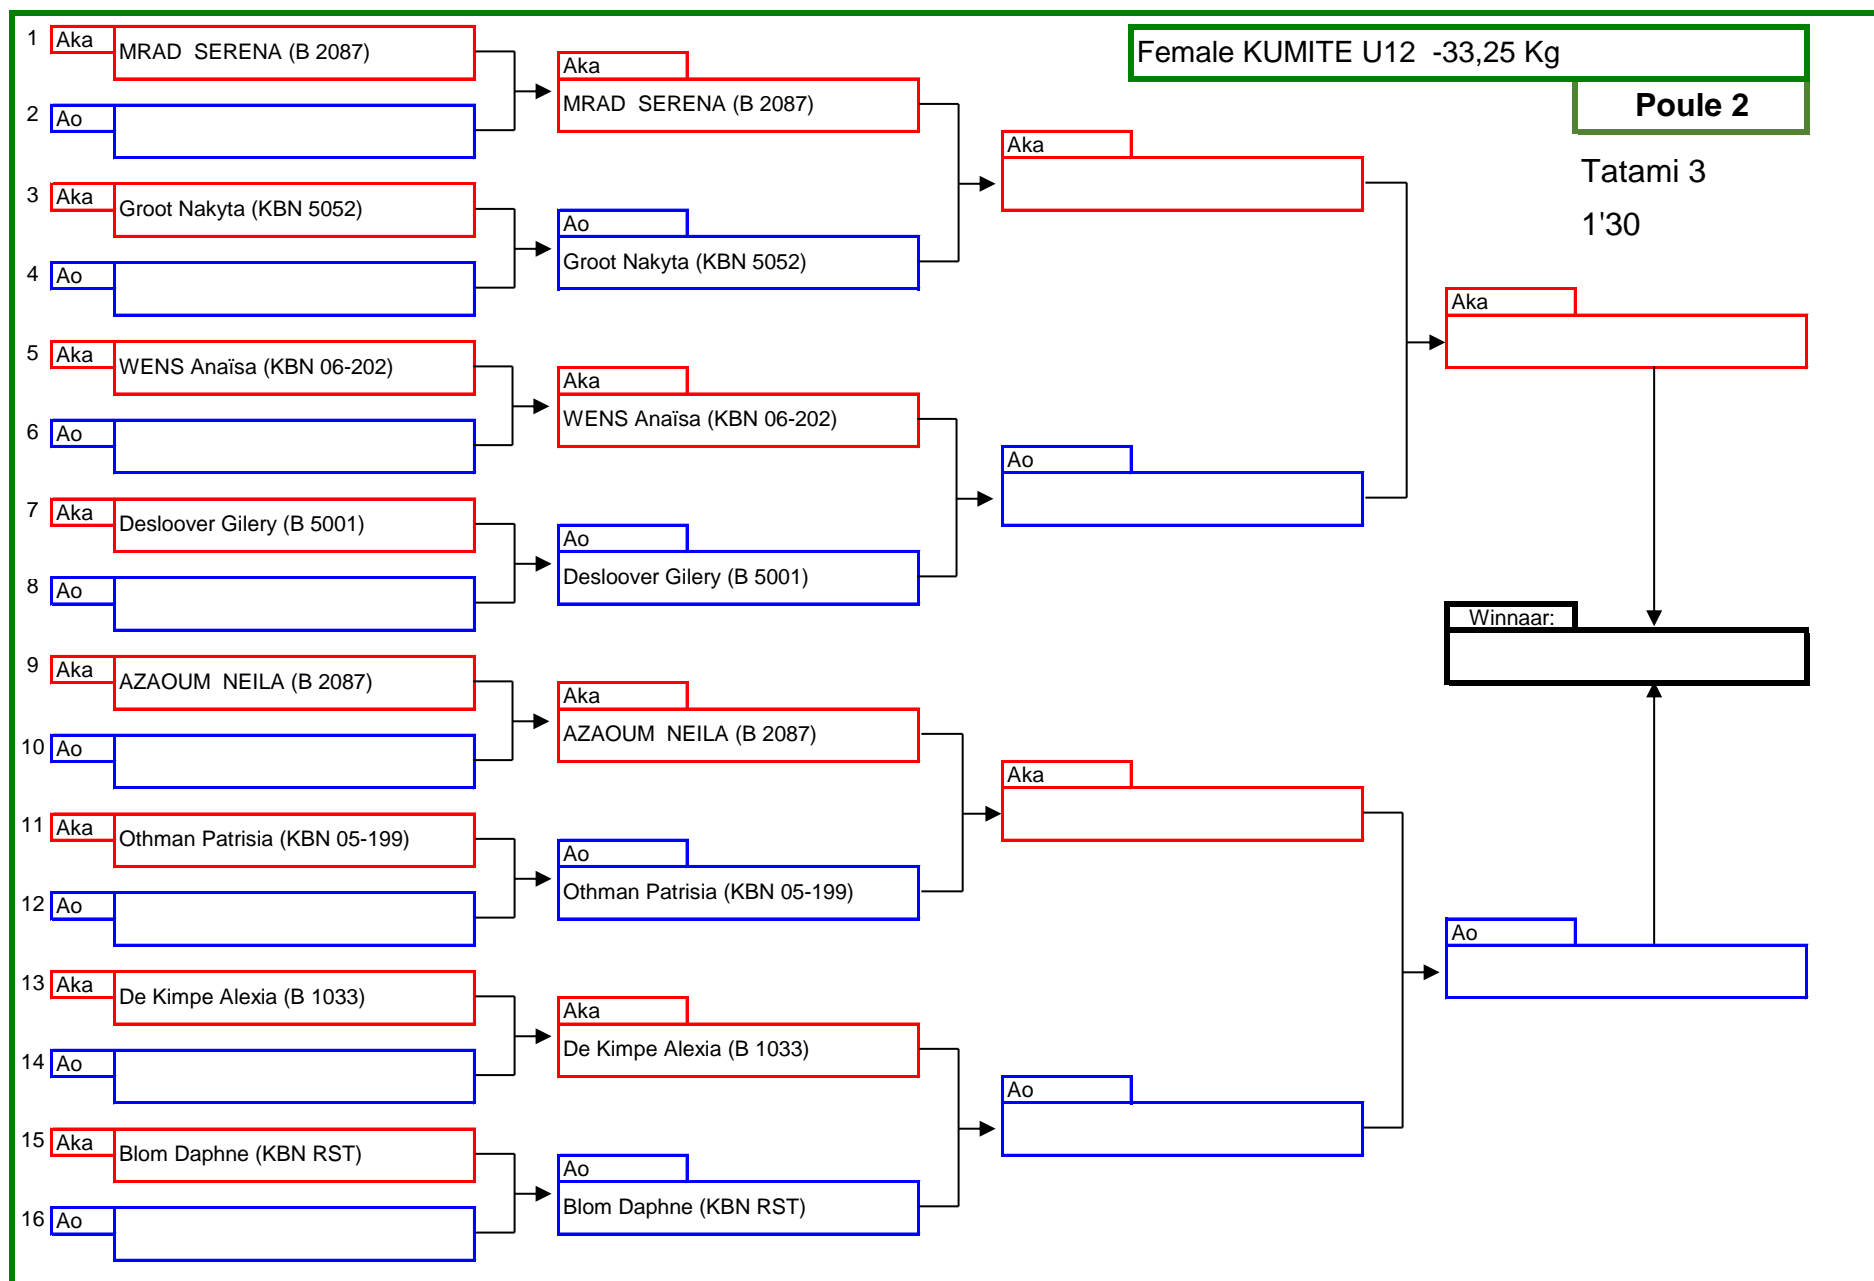 Female KUMITE U12  -33,25 Kg
Poule 2
Tatami 3
1'30
1 Aka MRAD  SERENA (B 2087)
2 Ao
3 Aka Groot Nakyta (KBN 5052)
4 Ao
5 Aka WENS Anaïsa (KBN 06-202)
6 Ao
7 Aka Desloover Gilery (B 5001)
8 Ao
9 Aka AZAOUM  NEILA (B 2087)
10 Ao
11 Aka Othman Patrisia (KBN 05-199)
12 Ao
13 Aka De Kimpe Alexia (B 1033)
14 Ao
15 Aka Blom Daphne (KBN RST)
16 Ao
Aka
MRAD  SERENA (B 2087)
Ao
Groot Nakyta (KBN 5052)
Aka
WENS Anaïsa (KBN 06-202)
Ao
Desloover Gilery (B 5001)
Aka
AZAOUM  NEILA (B 2087)
Ao
Othman Patrisia (KBN 05-199)
Aka
De Kimpe Alexia (B 1033)
Ao
Blom Daphne (KBN RST)
Aka
Ao
Aka
Ao
Aka
Winnaar:
Ao